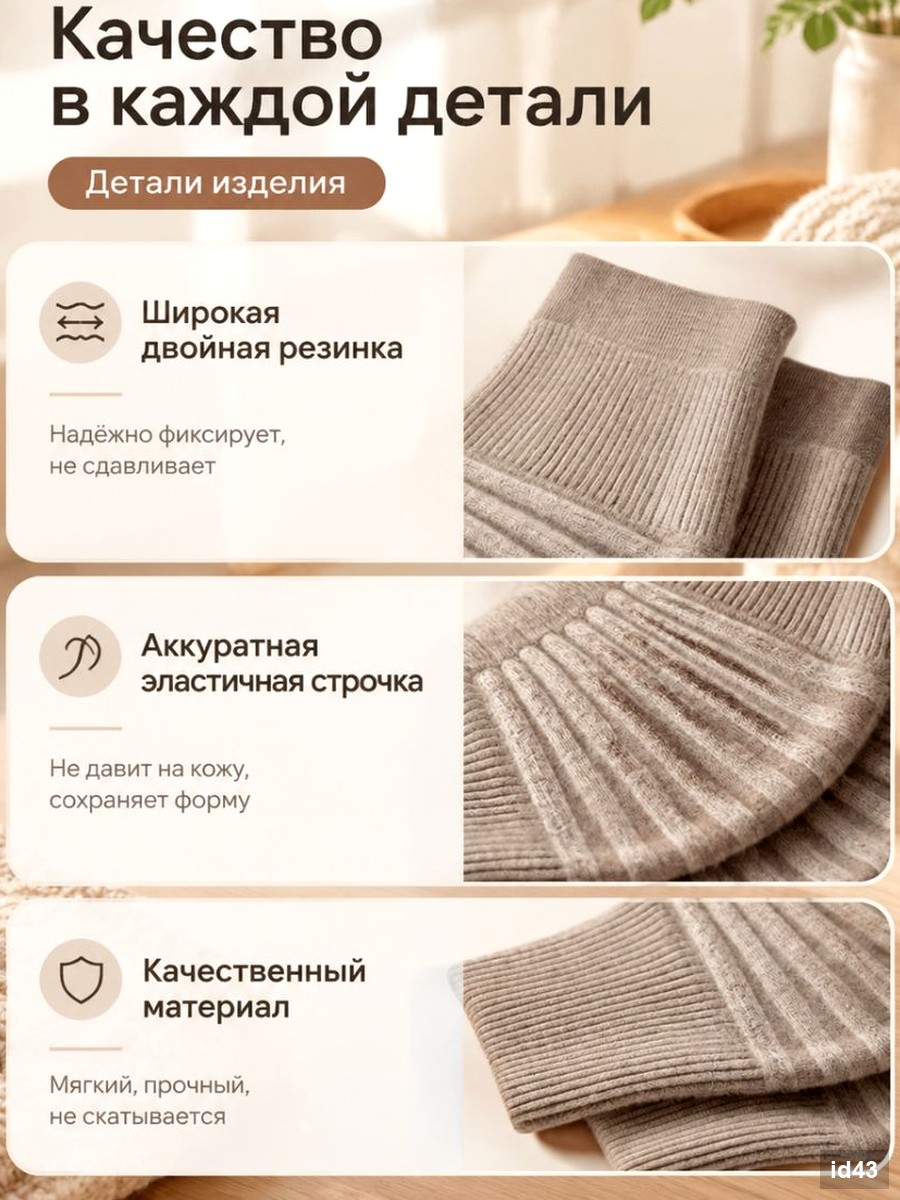 Качество
в каждой детали
Детали изделия
Широкая
двойная резинка
Надёжно фиксирует,
не сдавливает
Аккуратная
эластичная строчка
Не давит на кожу,
сохраняет форму
Качественный
материал
Мягкий, прочный,
не скатывается
id43